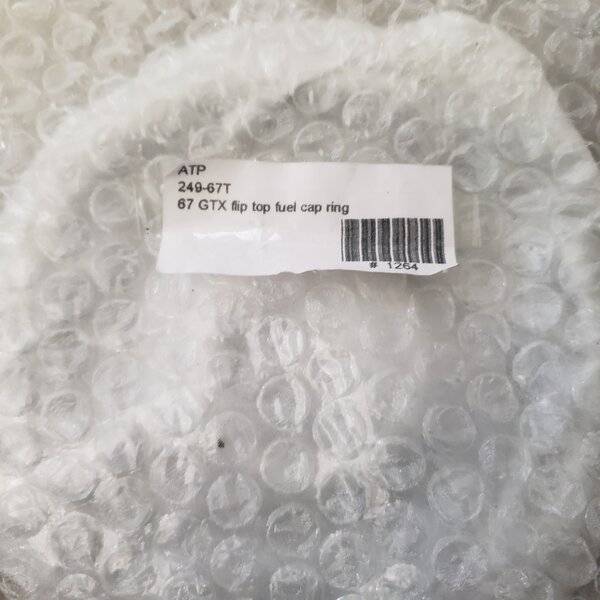 ATP
249-67T
67 GTX flip top fuel cap ring
# 1264